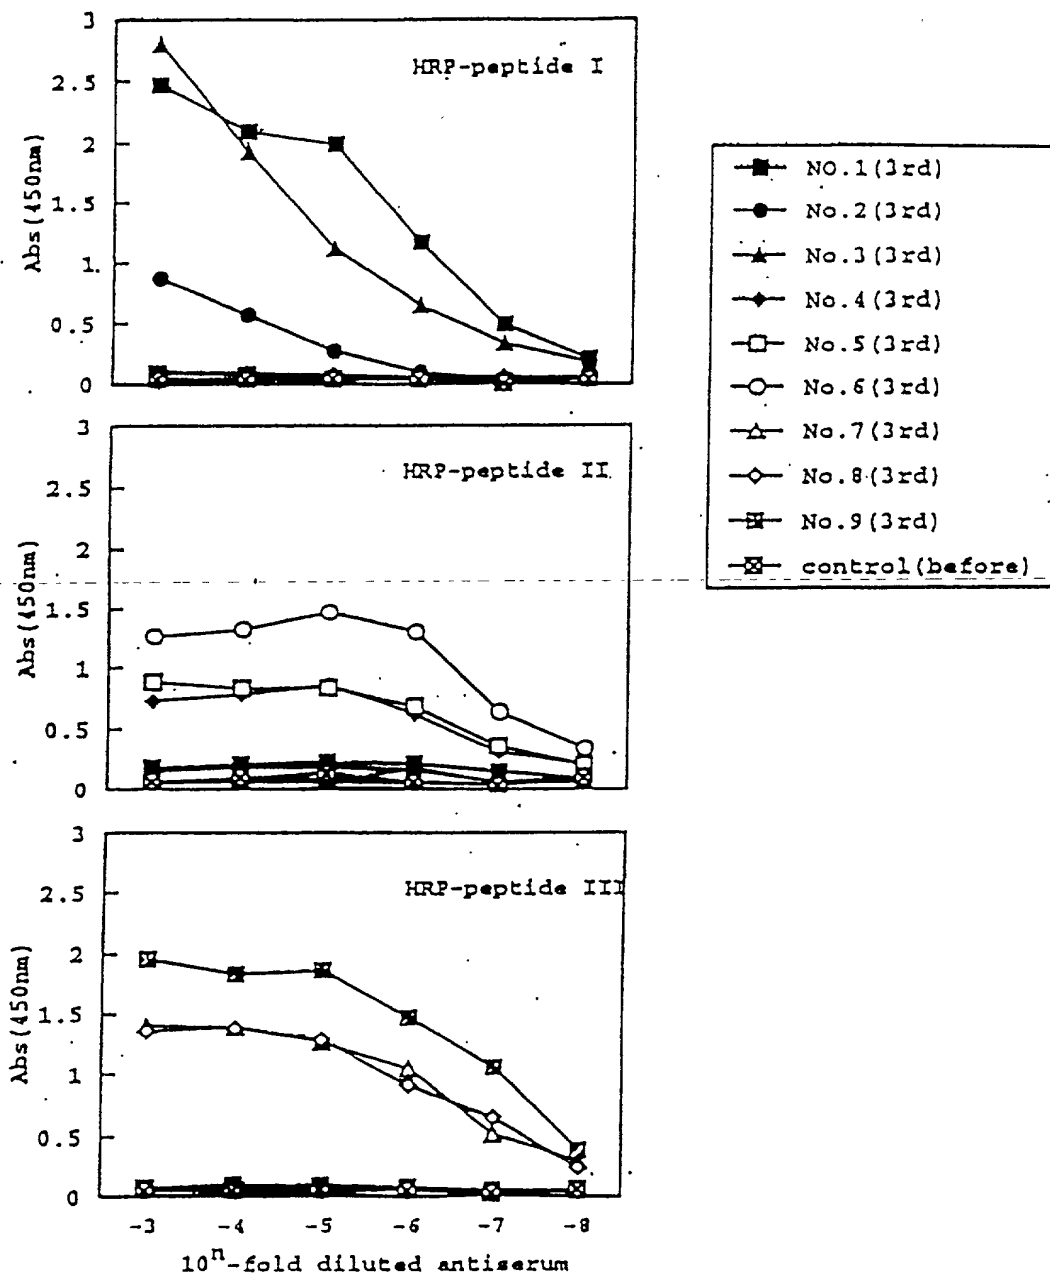 3
2.5
2
1.5
1
0.5
0
Abs(450nm)
HRP-peptide I
3
2.5
2
1.5
1
0.5
0
Abs(450nm)
HRP-peptide II
3
2.5
2
1.5
1
0.5
0
Abs(450nm)
HRP-peptide III
-3 -4 -5 -6 -7 -8
10ⁿ-fold diluted antiserum
NO.1(3rd)
No.2(3rd)
No.3(3rd)
No.4(3rd)
No.5(3rd)
No.6(3rd)
No.7(3rd)
No.8(3rd)
No.9(3rd)
control(before)